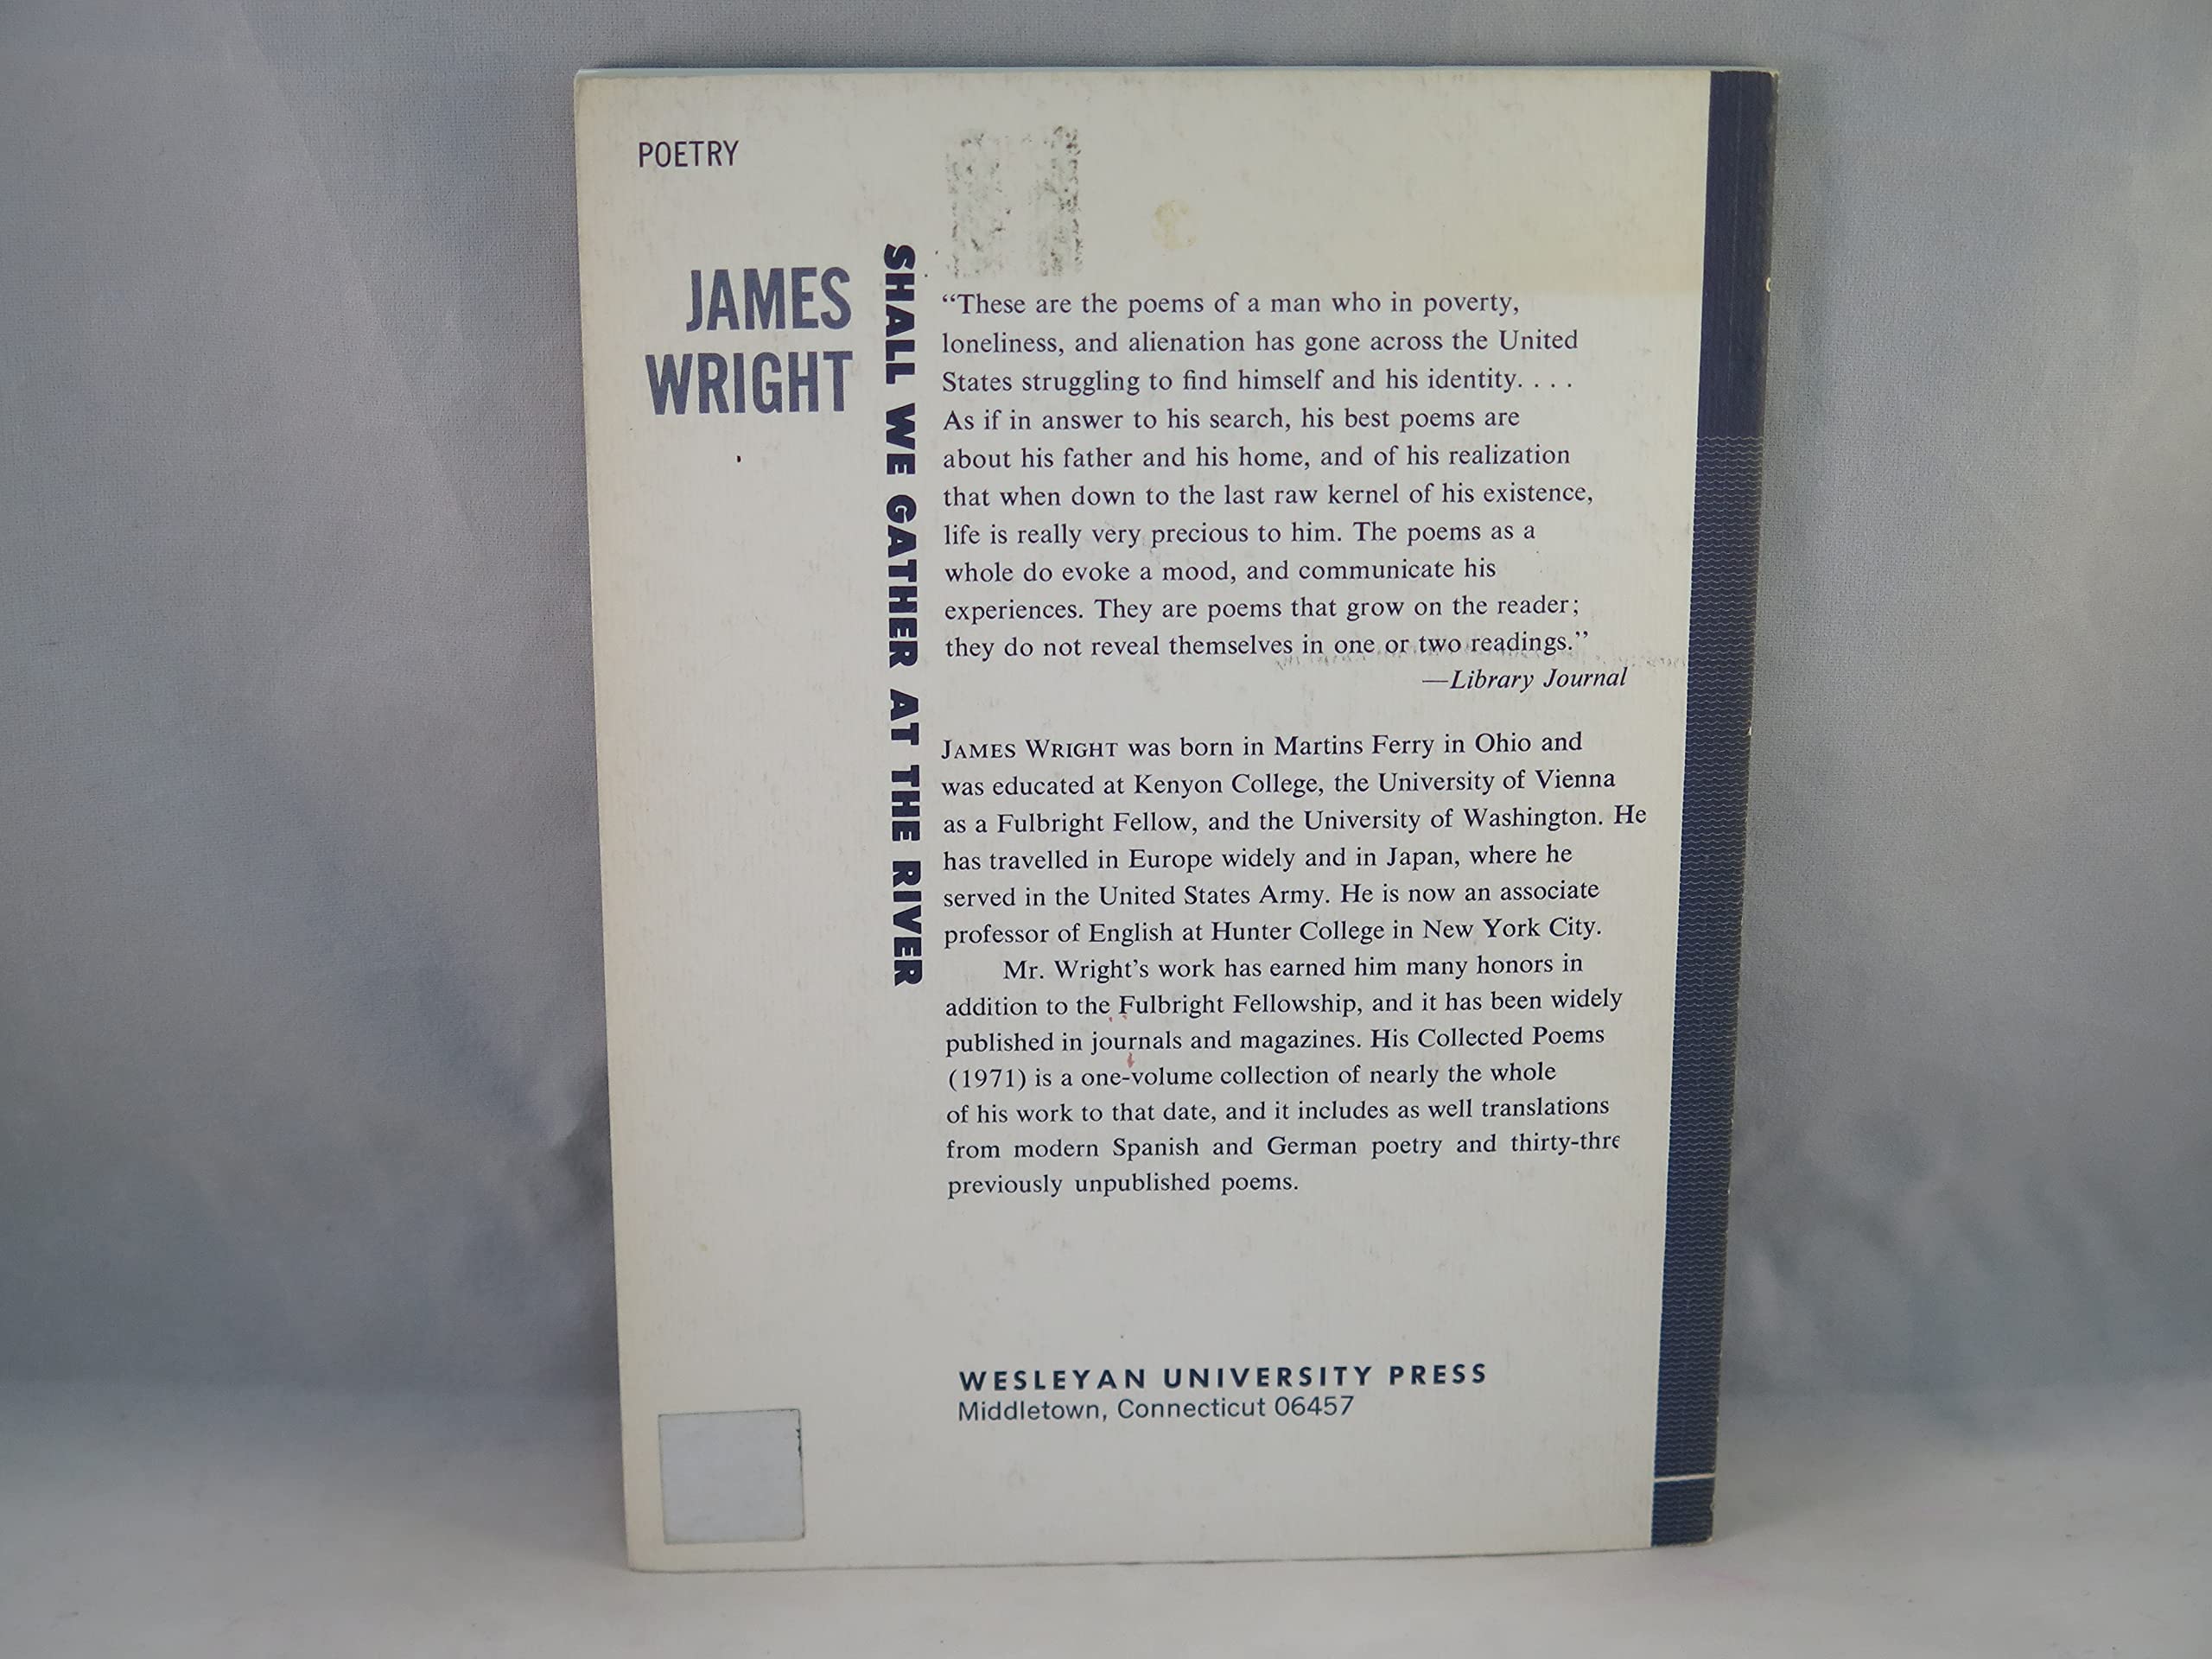 POETRY
JAMES
WRIGHT
SHALL WE GATHER AT THE RIVER
“These are the poems of a man who in poverty,
loneliness, and alienation has gone across the United
States struggling to find himself and his identity. . . .
As if in answer to his search, his best poems are
about his father and his home, and of his realization
that when down to the last raw kernel of his existence,
life is really very precious to him. The poems as a
whole do evoke a mood, and communicate his
experiences. They are poems that grow on the reader;
they do not reveal themselves in one or two readings.”
—Library Journal
JAMES WRIGHT was born in Martins Ferry in Ohio and
was educated at Kenyon College, the University of Vienna
as a Fulbright Fellow, and the University of Washington. He
has travelled in Europe widely and in Japan, where he
served in the United States Army. He is now an associate
professor of English at Hunter College in New York City.
Mr. Wright’s work has earned him many honors in
addition to the Fulbright Fellowship, and it has been widely
published in journals and magazines. His Collected Poems
(1971) is a one-volume collection of nearly the whole
of his work to that date, and it includes as well translations
from modern Spanish and German poetry and thirty-thre
previously unpublished poems.
WESLEYAN UNIVERSITY PRESS
Middletown, Connecticut 06457